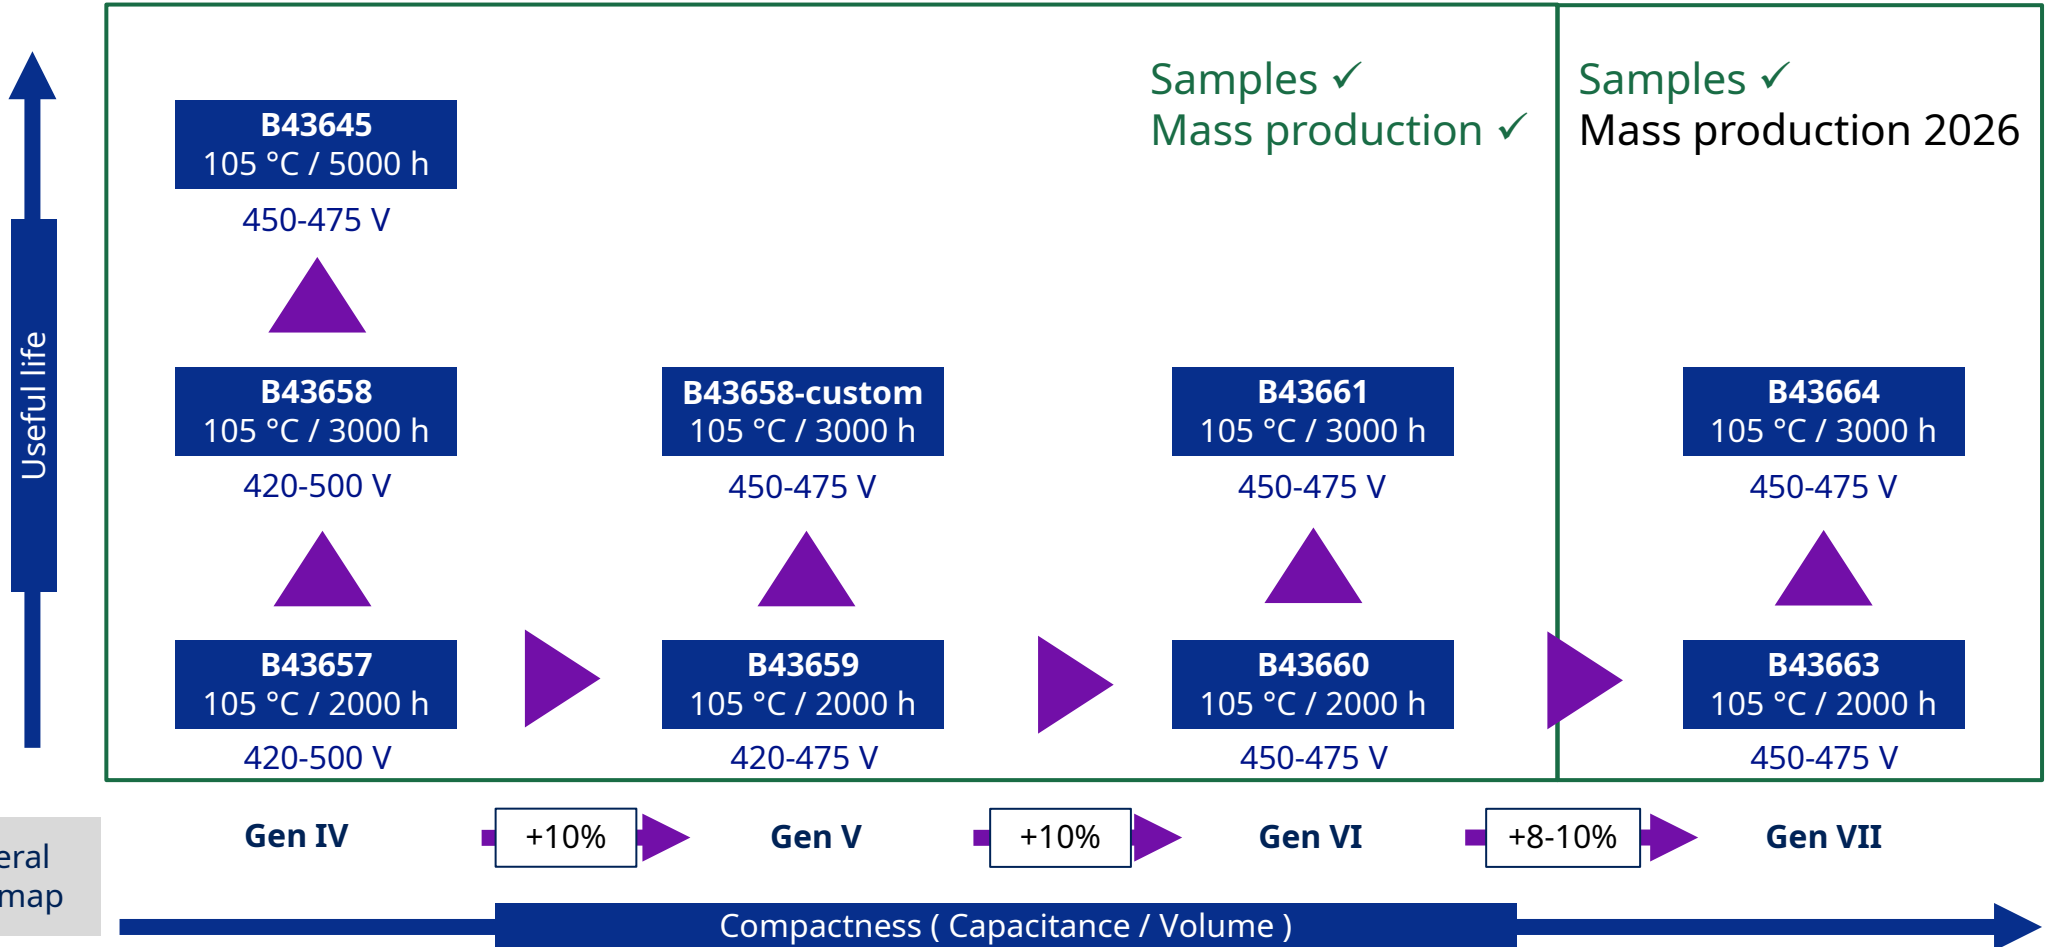 Samples ✓
Mass production ✓
Samples ✓
Mass production 2026
Useful life
B43645
105 °C / 5000 h
450-475 V
B43658
105 °C / 3000 h
420-500 V
B43658-custom
105 °C / 3000 h
450-475 V
B43661
105 °C / 3000 h
450-475 V
B43664
105 °C / 3000 h
450-475 V
B43657
105 °C / 2000 h
420-500 V
B43659
105 °C / 2000 h
420-475 V
B43660
105 °C / 2000 h
450-475 V
B43663
105 °C / 2000 h
450-475 V
Gen IV
+10%
Gen V
+10%
Gen VI
+8-10%
Gen VII
eral
map
Compactness ( Capacitance / Volume )